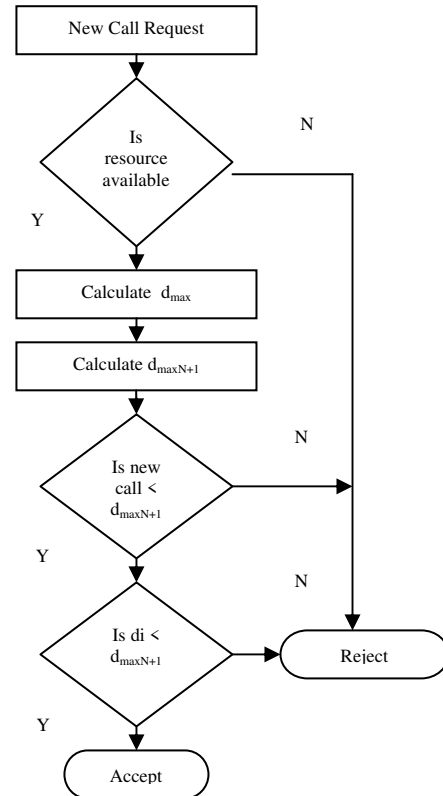 New Call Request
Is
resource
available
N
Y
Calculate d_max
Calculate d_maxN+1
Is new
call <
d_maxN+1
N
Y
Is di <
d_maxN+1
N
Reject
Y
Accept